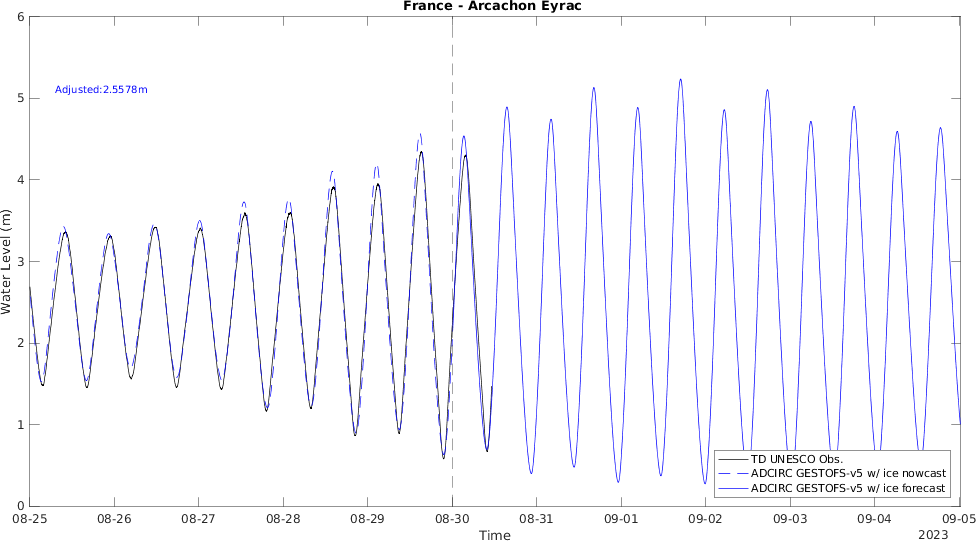 France - Arcachon Eyrac
6
5
4
3
2
1
0
Water Level (m)
Adjusted:2.5578m
TD UNESCO Obs.
ADCIRC GESTOFS-v5 w/ ice nowcast
ADCIRC GESTOFS-v5 w/ ice forecast
08-25 08-26 08-27 08-28 08-29 08-30 08-31 09-01 09-02 09-03 09-04 09-05
Time
2023